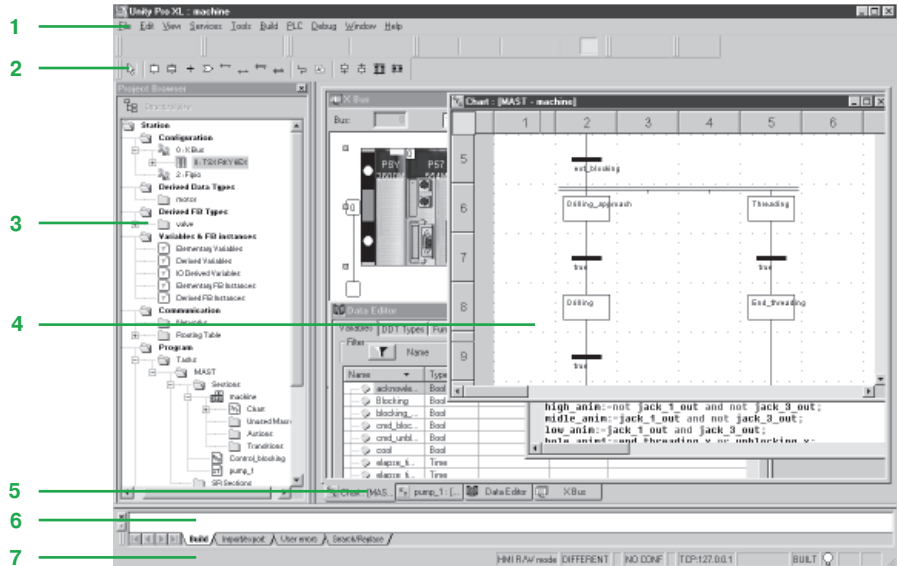 Unity Pro XL : machine
1
File Edit View Services Tools Build PLC Debug Window Help
2
Project Browser
Station
Configuration
0 : X Bus
2 : Fipio
Derived Data Types
motor
Derived FB Types
3
valve
Variables & FB instances
Elementary Variables
Derived Variables
IO Derived Variables
Elementary FB Instances
Derived FB Instances
Communication
Networks
Routing Table
Program
Tasks
MAST
Sections
machine
Chart
Unused Macro
Actions
Transitions
Control_blocking
pump_1
SR Sections
X Bus
Bus: 0
PSY
P57
Chart : [MAST - machine]
1 2 3 4 5 6
5
not_blocking
6
Drilling_approach
Threading
7
true
true
8
Drilling
End_threading
9
true
4
Data Editor
Variables DDT Types Fun
Filter
Name
Name Type
acknowle... Bool
Blocking Bool
blocking_... Bool
cmd_bloc... Bool
cmd_unbl... Bool
cool Bool
elapse_ti... Time
elapse_ti... Time
high_anim:=not jack_1_out and not jack_3_out;
midle_anim:=jack_1_out and not jack_3_out;
low_anim:=jack_1_out and jack_3_out;
5
Chart : [MAS... pump_1 : [... Data Editor X Bus
6
Build Import/export User errors Search/Replace
7
HMI R/W mode DIFFERENT NO CONF TCP:127.0.0.1 BUILT